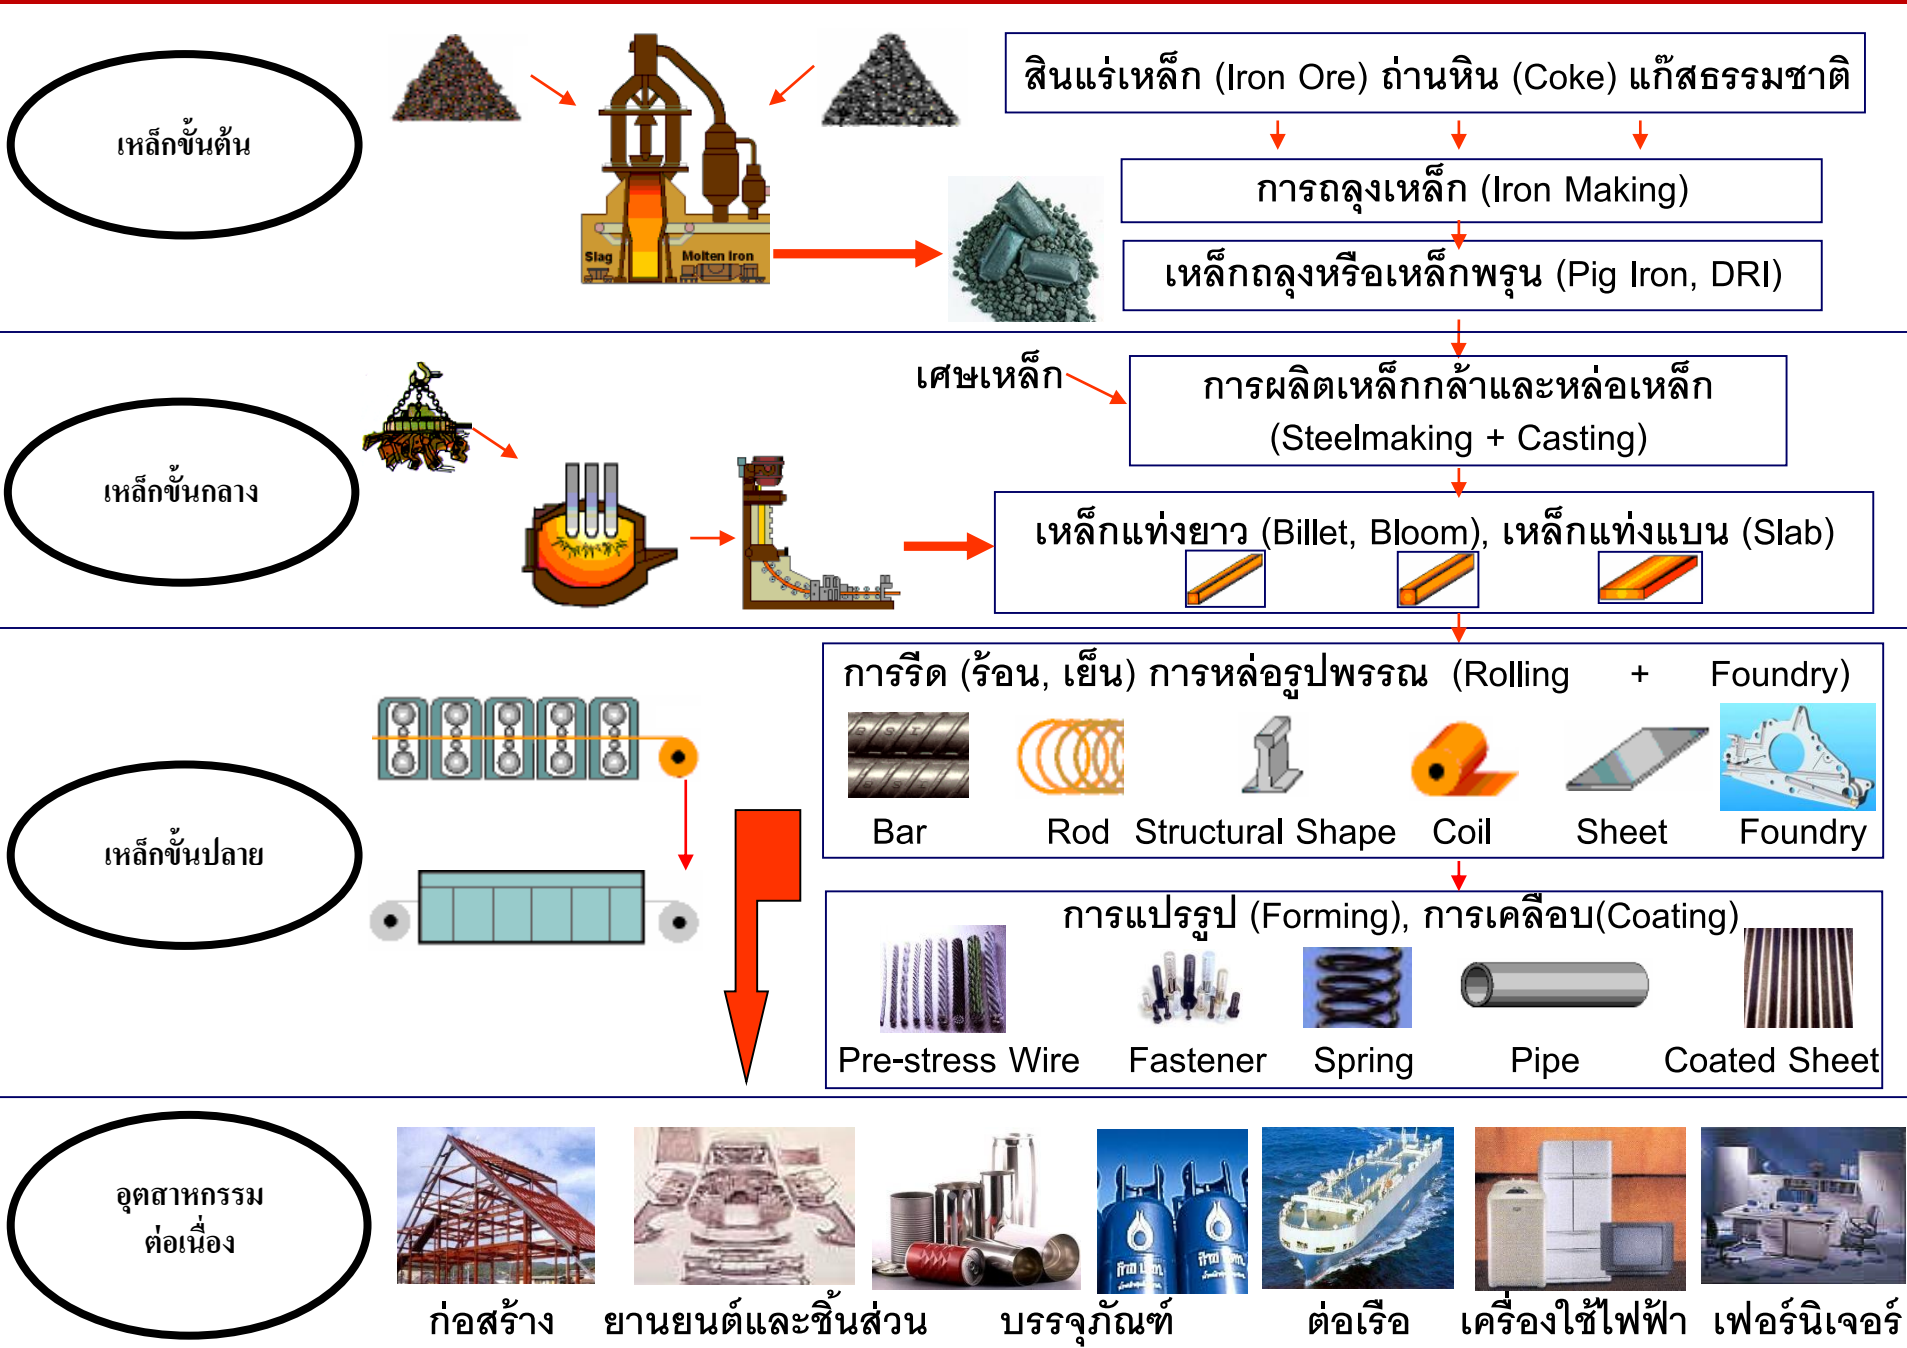 เหล็กขั้นต้น
สินแร่เหล็ก (Iron Ore) ถ่านหิน (Coke) แก๊สธรรมชาติ
การถลุงเหล็ก (Iron Making)
Slag
Molten Iron
เหล็กถลุงหรือเหล็กพรุน (Pig Iron, DRI)
เหล็กขั้นกลาง
เศษเหล็ก
การผลิตเหล็กกล้าและหล่อเหล็ก
(Steelmaking + Casting)
เหล็กแท่งยาว (Billet, Bloom), เหล็กแท่งแบน (Slab)
เหล็กขั้นปลาย
การรีด (ร้อน, เย็น) การหล่อรูปพรรณ (Rolling + Foundry)
Bar Rod Structural Shape Coil Sheet Foundry
การแปรรูป (Forming), การเคลือบ(Coating)
Pre-stress Wire Fastener Spring Pipe Coated Sheet
อุตสาหกรรม
ต่อเนื่อง
ก่อสร้าง ยานยนต์และชิ้นส่วน บรรจุภัณฑ์ ต่อเรือ เครื่องใช้ไฟฟ้า เฟอร์นิเจอร์